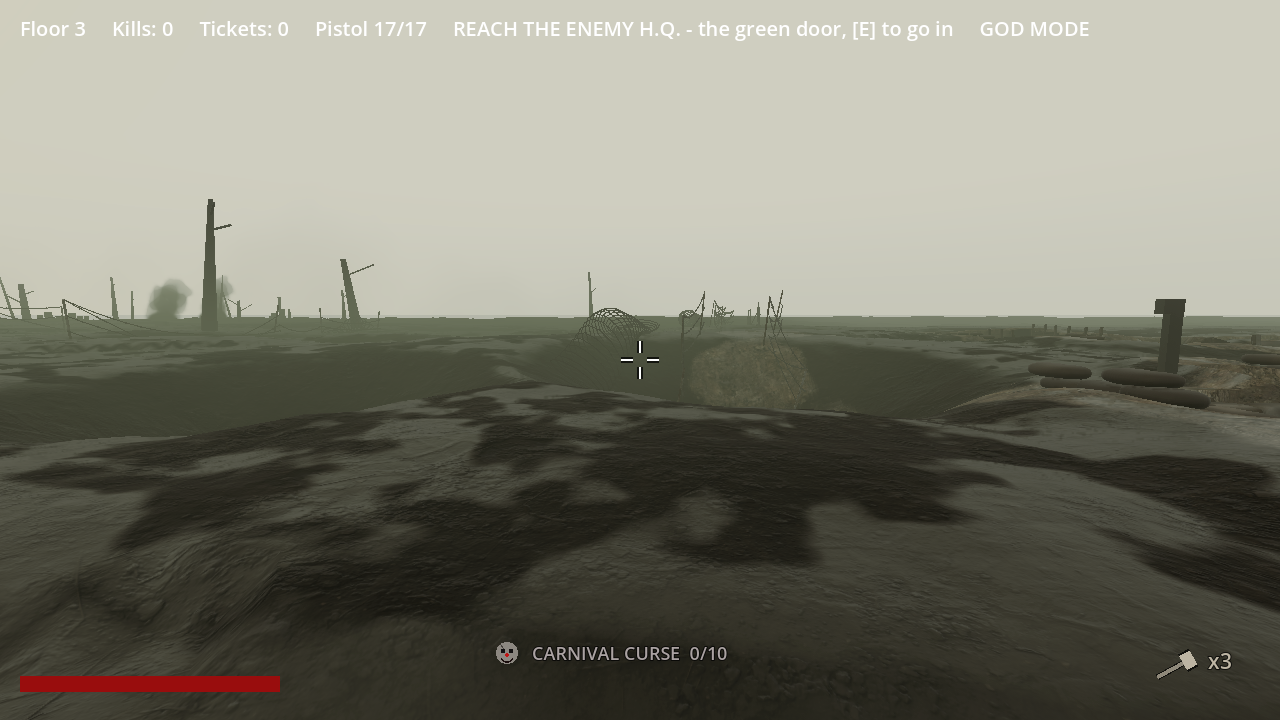 Floor 3 Kills: 0 Tickets: 0 Pistol 17/17 REACH THE ENEMY H.Q. - the green door, [E] to go in GOD MODE
CARNIVAL CURSE 0/10
x3